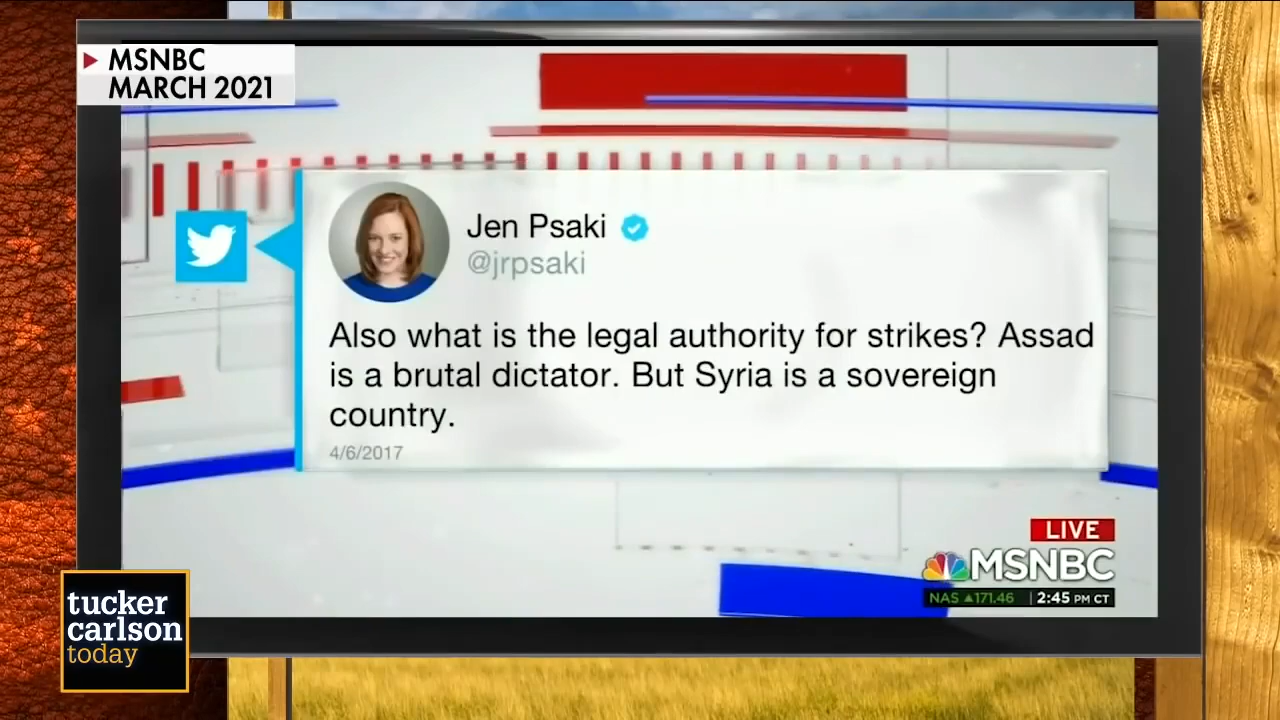 MSNBC
MARCH 2021
Jen Psaki
@jrpsaki
Also what is the legal authority for strikes? Assad
is a brutal dictator. But Syria is a sovereign
country.
4/6/2017
LIVE
MSNBC
NAS ▲171.46 | 2:45 PM CT
tucker
carlson
today